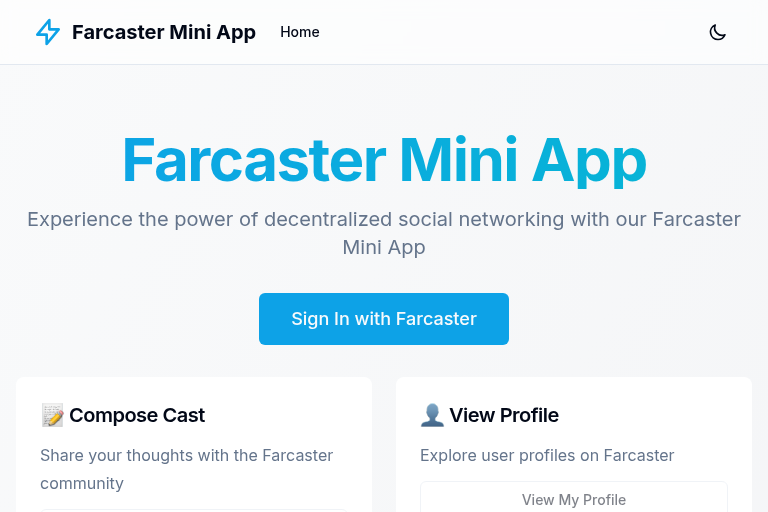 Farcaster Mini App
Home
Farcaster Mini App
Experience the power of decentralized social networking with our Farcaster
Mini App
Sign In with Farcaster
Compose Cast
Share your thoughts with the Farcaster
community
View Profile
Explore user profiles on Farcaster
View My Profile